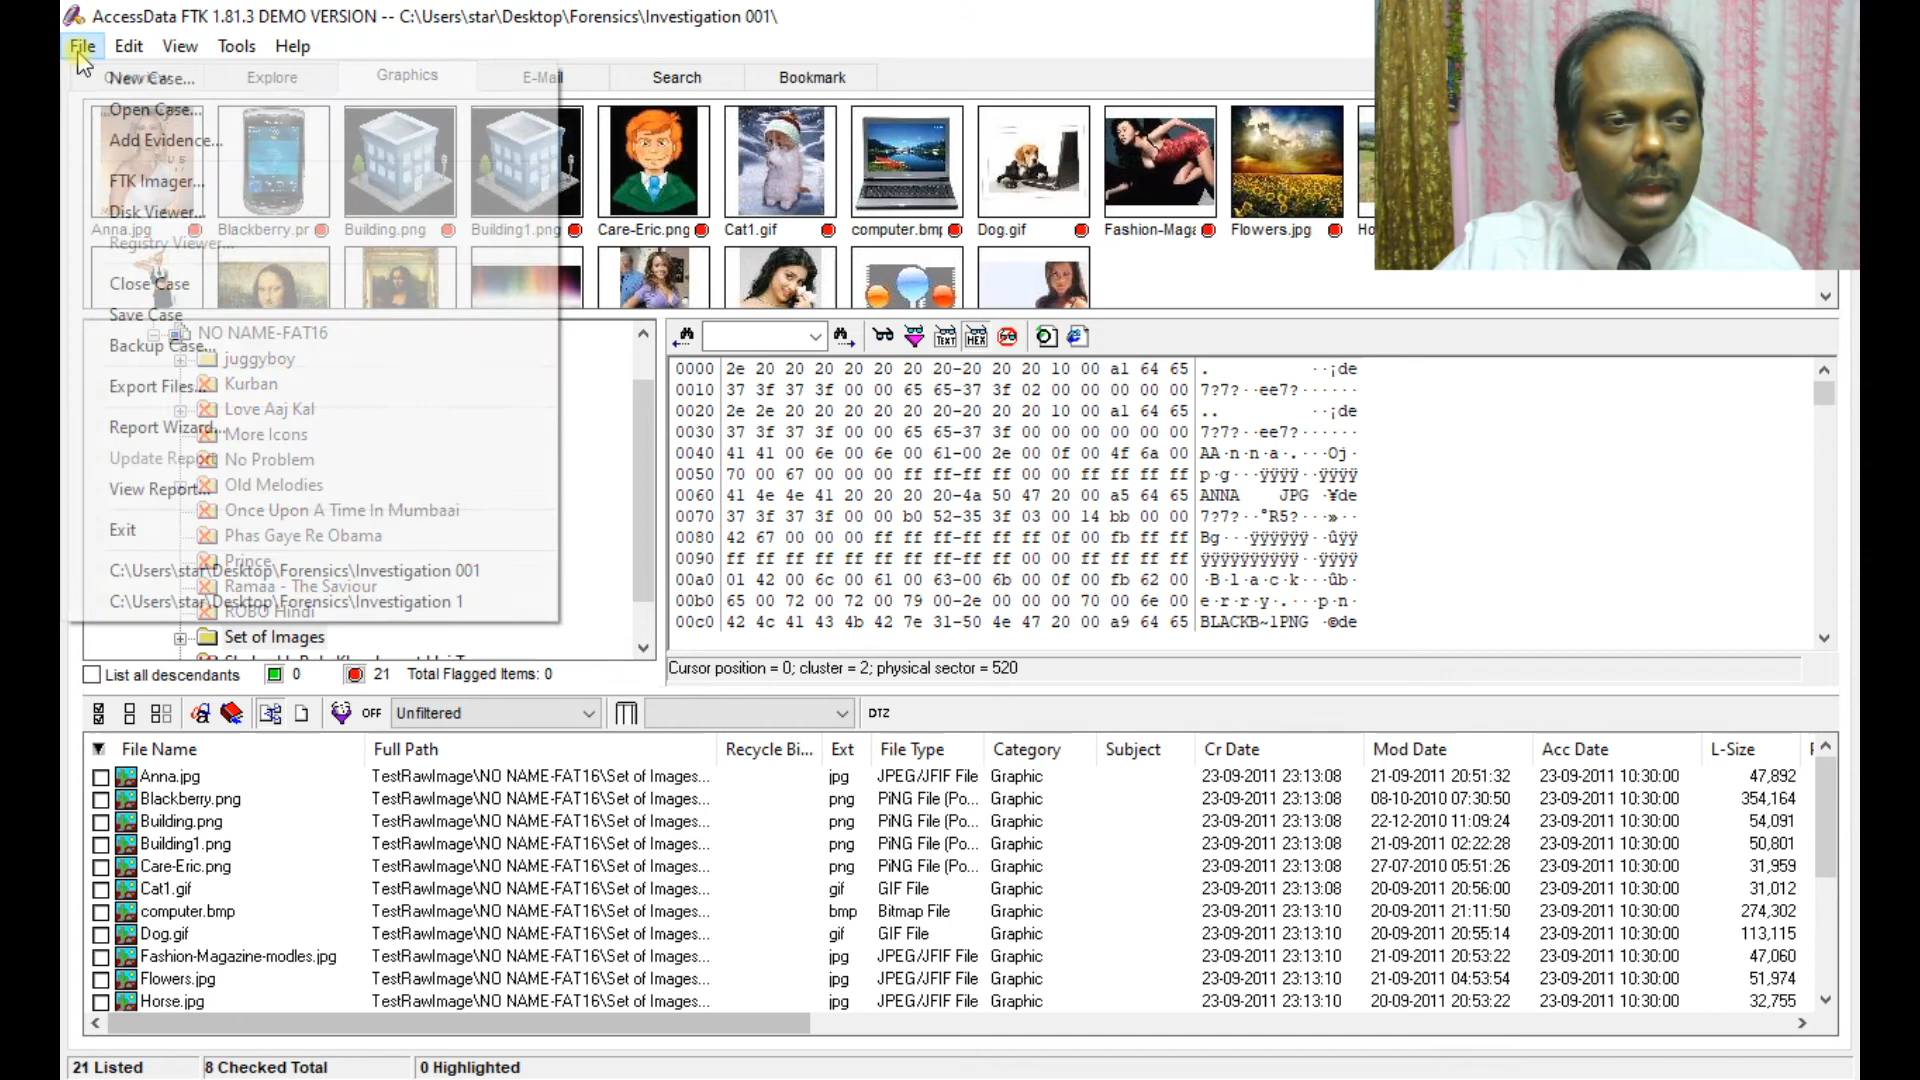 AccessData FTK 1.81.3 DEMO VERSION -- C:\Users\star\Desktop\Forensics\Investigation 001\
File Edit View Tools Help
Explore Graphics E-Mail Search Bookmark
New Case...
Open Case...
Add Evidence...
FTK Imager...
Disk Viewer...
Registry Viewer...
Close Case
Save Case
Backup Case...
Export Files...
Report Wizard...
Update Report
View Report...
Exit
C:\Users\star\Desktop\Forensics\Investigation 001
C:\Users\star\Desktop\Forensics\Investigation 1
Anna.jpg Blackberry.pr Building.png Building1.png Care-Eric.png Cat1.gif computer.bmp Dog.gif Fashion-Maga Flowers.jpg Ho
NO NAME-FAT16
juggyboy
Kurban
Love Aaj Kal
More Icons
No Problem
Old Melodies
Once Upon A Time In Mumbaai
Phas Gaye Re Obama
Prince
Ramaa - The Saviour
ROBO Hindi
Set of Images
TEXT HEX
0000 2e 20 20 20 20 20 20 20-20 20 20 10 00 a1 64 65 . ··¡de
0010 37 3f 37 3f 00 00 65 65-37 3f 02 00 00 00 00 00 7?7?··ee7?······
0020 2e 2e 20 20 20 20 20 20-20 20 20 10 00 a1 64 65 .. ··¡de
0030 37 3f 37 3f 00 00 65 65-37 3f 00 00 00 00 00 00 7?7?··ee7?······
0040 41 41 00 6e 00 6e 00 61-00 2e 00 0f 00 4f 6a 00 AA·n·n·a·.···Oj·
0050 70 00 67 00 00 00 ff ff-ff ff 00 00 ff ff ff ff p·g···ÿÿÿÿ··ÿÿÿÿ
0060 41 4e 4e 41 20 20 20 20-4a 50 47 20 00 a5 64 65 ANNA JPG ·¥de
0070 37 3f 37 3f 00 00 b0 52-35 3f 03 00 14 bb 00 00 7?7?··°R5?···»··
0080 42 67 00 00 00 ff ff ff-ff ff ff 0f 00 fb ff ff Bg···ÿÿÿÿÿÿ··ûÿÿ
0090 ff ff ff ff ff ff ff ff-ff ff 00 00 ff ff ff ff ÿÿÿÿÿÿÿÿÿÿ··ÿÿÿÿ
00a0 01 42 00 6c 00 61 00 63-00 6b 00 0f 00 fb 62 00 ·B·l·a·c·k···ûb·
00b0 65 00 72 00 72 00 79 00-2e 00 00 00 70 00 6e 00 e·r·r·y·.···p·n·
00c0 42 4c 41 43 4b 42 7e 31-50 4e 47 20 00 a9 64 65 BLACKB~1PNG ·©de
Cursor position = 0; cluster = 2; physical sector = 520
List all descendants 0 21 Total Flagged Items: 0
OFF Unfiltered DTZ
File Name Full Path Recycle Bi... Ext File Type Category Subject Cr Date Mod Date Acc Date L-Size
Anna.jpg TestRawImage\NO NAME-FAT16\Set of Images... jpg JPEG/JFIF File Graphic 23-09-2011 23:13:08 21-09-2011 20:51:32 23-09-2011 10:30:00 47,892
Blackberry.png TestRawImage\NO NAME-FAT16\Set of Images... png PiNG File (Po... Graphic 23-09-2011 23:13:08 08-10-2010 07:30:50 23-09-2011 10:30:00 354,164
Building.png TestRawImage\NO NAME-FAT16\Set of Images... png PiNG File (Po... Graphic 23-09-2011 23:13:08 22-12-2010 11:09:24 23-09-2011 10:30:00 54,091
Building1.png TestRawImage\NO NAME-FAT16\Set of Images... png PiNG File (Po... Graphic 23-09-2011 23:13:08 21-09-2011 02:22:28 23-09-2011 10:30:00 50,801
Care-Eric.png TestRawImage\NO NAME-FAT16\Set of Images... png PiNG File (Po... Graphic 23-09-2011 23:13:08 27-07-2010 05:51:26 23-09-2011 10:30:00 31,959
Cat1.gif TestRawImage\NO NAME-FAT16\Set of Images... gif GIF File Graphic 23-09-2011 23:13:08 20-09-2011 20:56:00 23-09-2011 10:30:00 31,012
computer.bmp TestRawImage\NO NAME-FAT16\Set of Images... bmp Bitmap File Graphic 23-09-2011 23:13:10 20-09-2011 21:11:50 23-09-2011 10:30:00 274,302
Dog.gif TestRawImage\NO NAME-FAT16\Set of Images... gif GIF File Graphic 23-09-2011 23:13:10 20-09-2011 20:55:14 23-09-2011 10:30:00 113,115
Fashion-Magazine-modles.jpg TestRawImage\NO NAME-FAT16\Set of Images... jpg JPEG/JFIF File Graphic 23-09-2011 23:13:10 20-09-2011 20:53:22 23-09-2011 10:30:00 47,060
Flowers.jpg TestRawImage\NO NAME-FAT16\Set of Images... jpg JPEG/JFIF File Graphic 23-09-2011 23:13:10 21-09-2011 04:53:54 23-09-2011 10:30:00 51,974
Horse.jpg TestRawImage\NO NAME-FAT16\Set of Images... jpg JPEG/JFIF File Graphic 23-09-2011 23:13:10 20-09-2011 20:53:22 23-09-2011 10:30:00 32,755
21 Listed 8 Checked Total 0 Highlighted